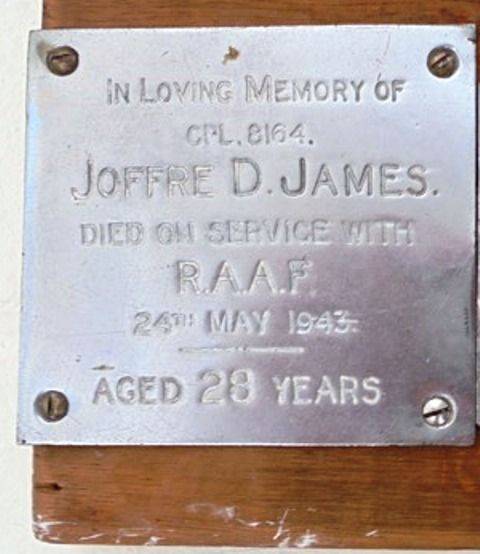 IN LOVING MEMORY OF
CPL. 8164.
JOFFRE D. JAMES.
DIED ON SERVICE WITH
R.A.A.F.
24TH MAY 1943.
AGED 28 YEARS